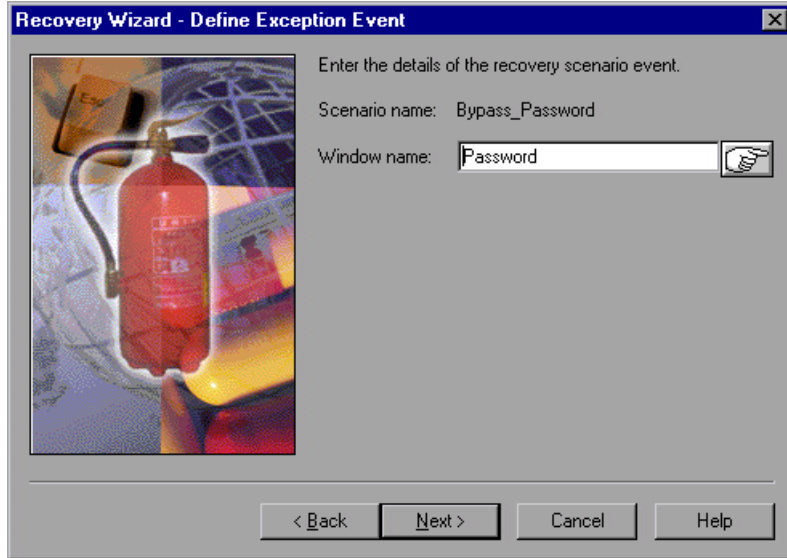 Recovery Wizard - Define Exception Event
Esc
Enter the details of the recovery scenario event.
Scenario name: Bypass_Password
Window name: Password
< Back
Next >
Cancel
Help